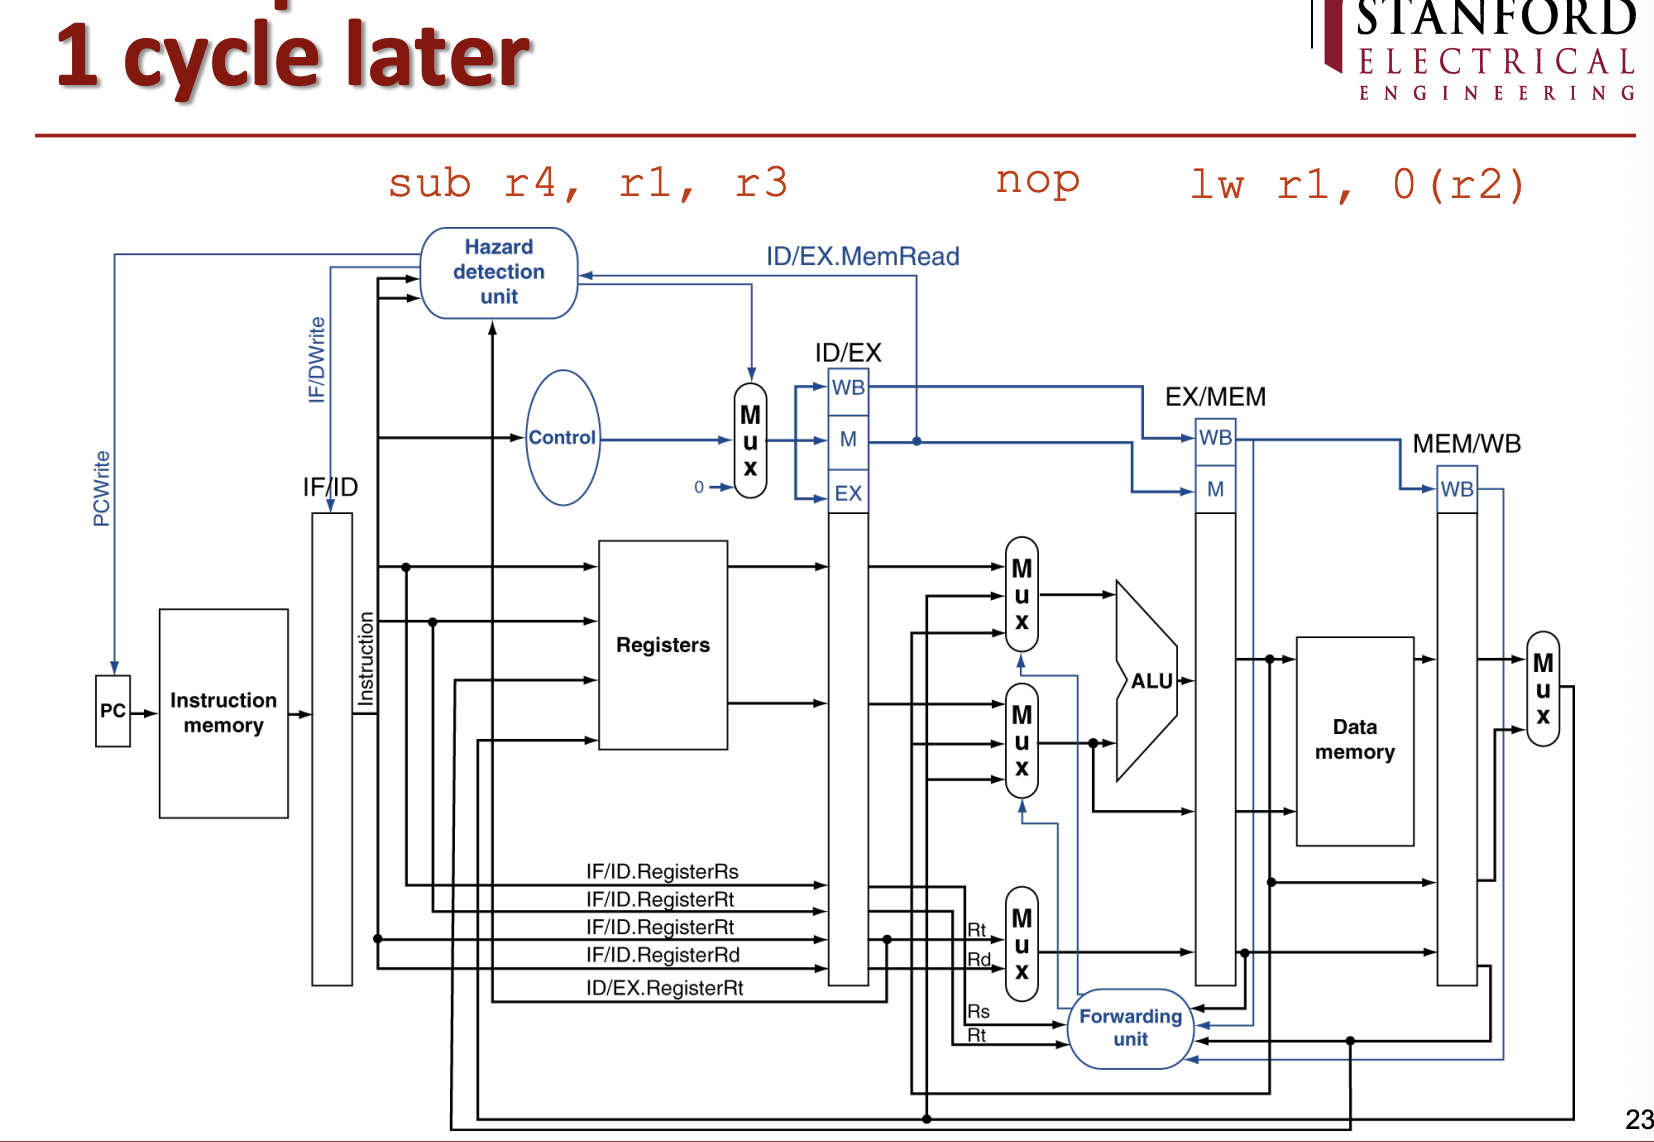 1 cycle later
STANFORD
ELECTRICAL
ENGINEERING
sub r4, r1, r3
nop
lw r1, 0(r2)
Hazard
detection
unit
ID/EX.MemRead
IF/DWrite
PCWrite
ID/EX
WB
M
EX
Control
M
u
x
0
EX/MEM
WB
M
MEM/WB
WB
IF/ID
Instruction
PC
Instruction
memory
Registers
M
u
x
M
u
x
ALU
Data
memory
M
u
x
IF/ID.RegisterRs
IF/ID.RegisterRt
IF/ID.RegisterRt
IF/ID.RegisterRd
ID/EX.RegisterRt
Rt
Rd
M
u
x
Rs
Rt
Forwarding
unit
23